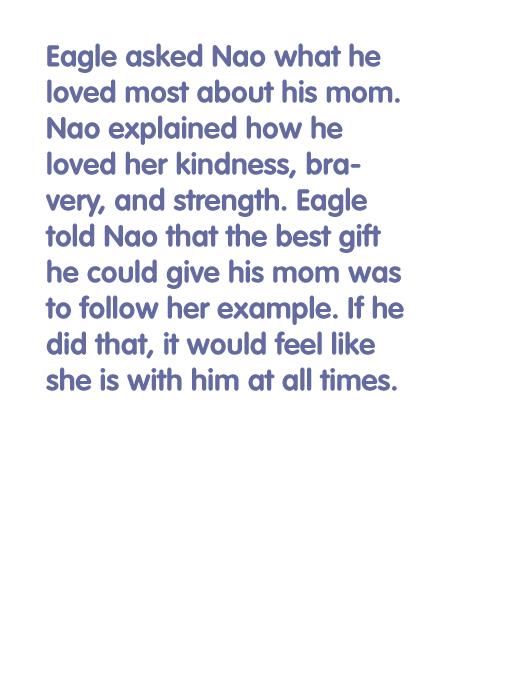 Eagle asked Nao what he
loved most about his mom.
Nao explained how he
loved her kindness, bra-
very, and strength. Eagle
told Nao that the best gift
he could give his mom was
to follow her example. If he
did that, it would feel like
she is with him at all times.